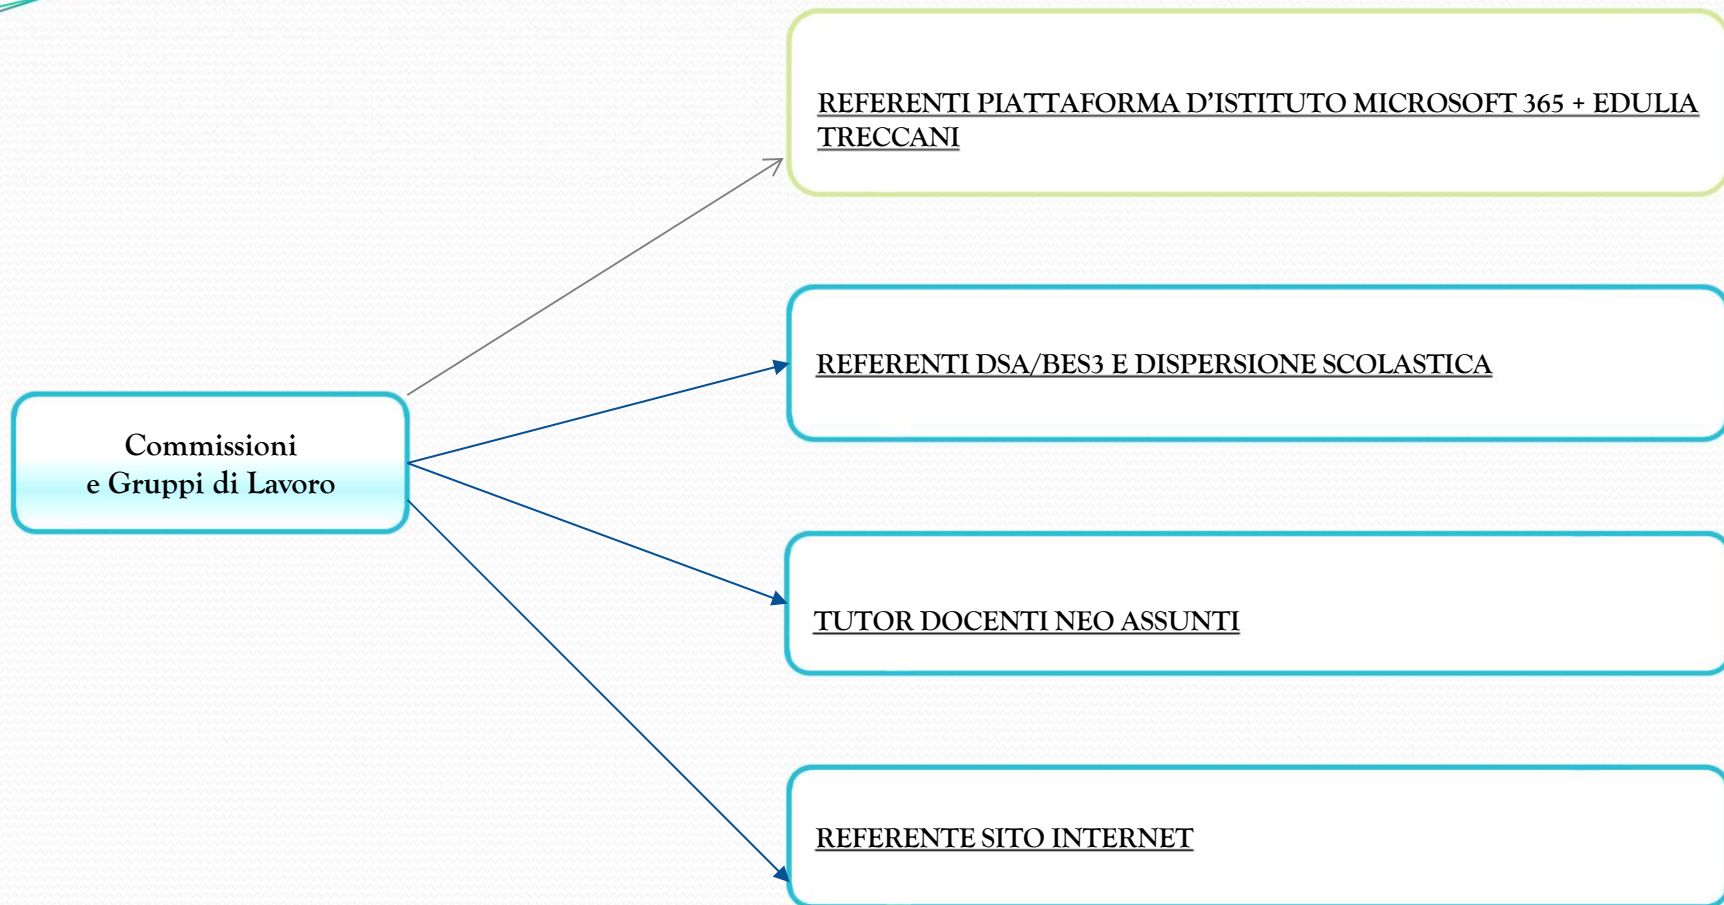 REFERENTI PIATTAFORMA D’ISTITUTO MICROSOFT 365 + EDULIA
TRECCANI
REFERENTI DSA/BES3 E DISPERSIONE SCOLASTICA
Commissioni
e Gruppi di Lavoro
TUTOR DOCENTI NEO ASSUNTI
REFERENTE SITO INTERNET